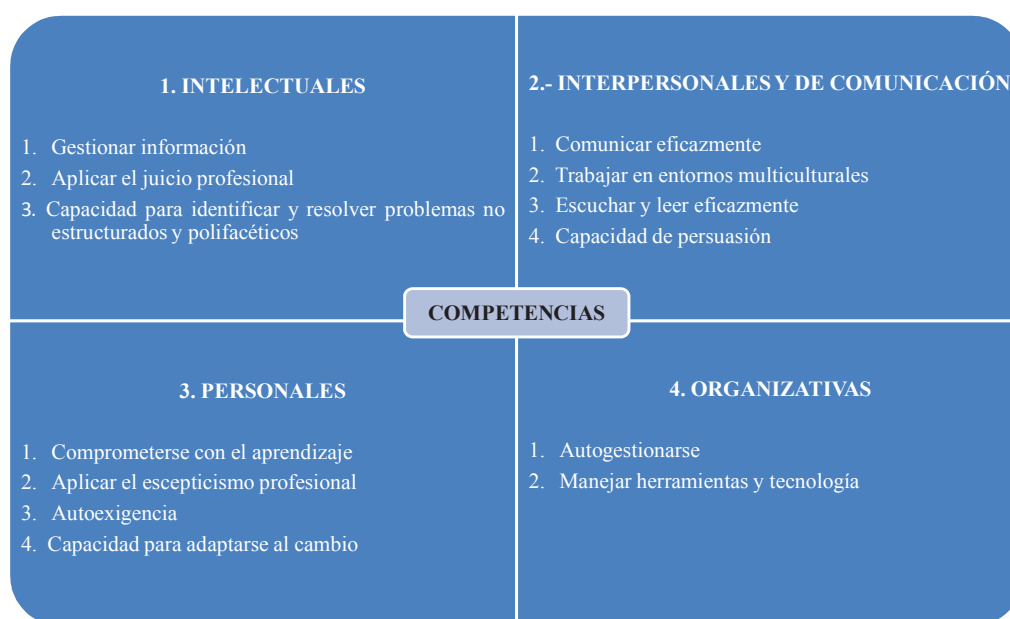 1. INTELECTUALES
1. Gestionar información
2. Aplicar el juicio profesional
3. Capacidad para identificar y resolver problemas no
estructurados y polifacéticos
2.- INTERPERSONALES Y DE COMUNICACIÓN
1. Comunicar eficazmente
2. Trabajar en entornos multiculturales
3. Escuchar y leer eficazmente
4. Capacidad de persuasión
COMPETENCIAS
3. PERSONALES
1. Comprometerse con el aprendizaje
2. Aplicar el escepticismo profesional
3. Autoexigencia
4. Capacidad para adaptarse al cambio
4. ORGANIZATIVAS
1. Autogestionarse
2. Manejar herramientas y tecnología